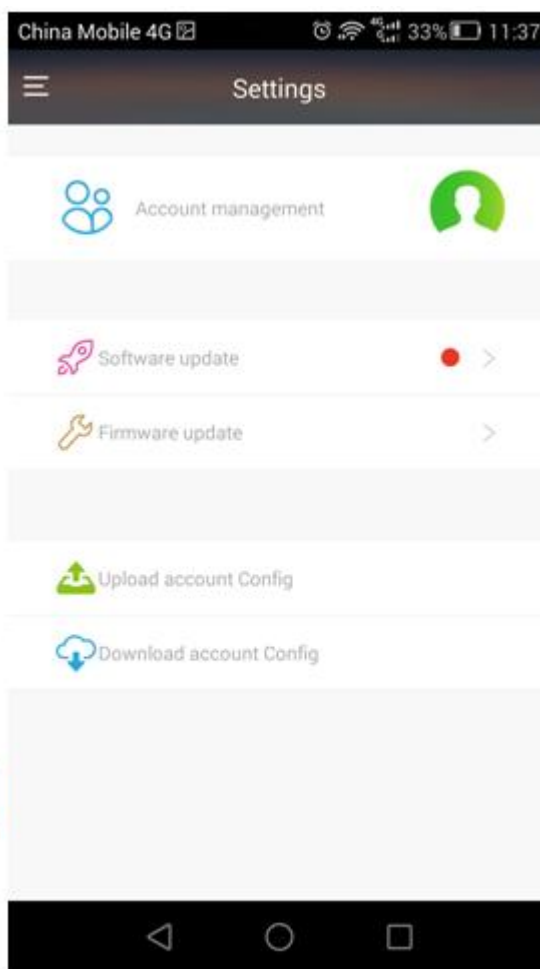 China Mobile 4G 4G 33% 11:37
Settings
Account management
Software update
Firmware update
Upload account Config
Download account Config